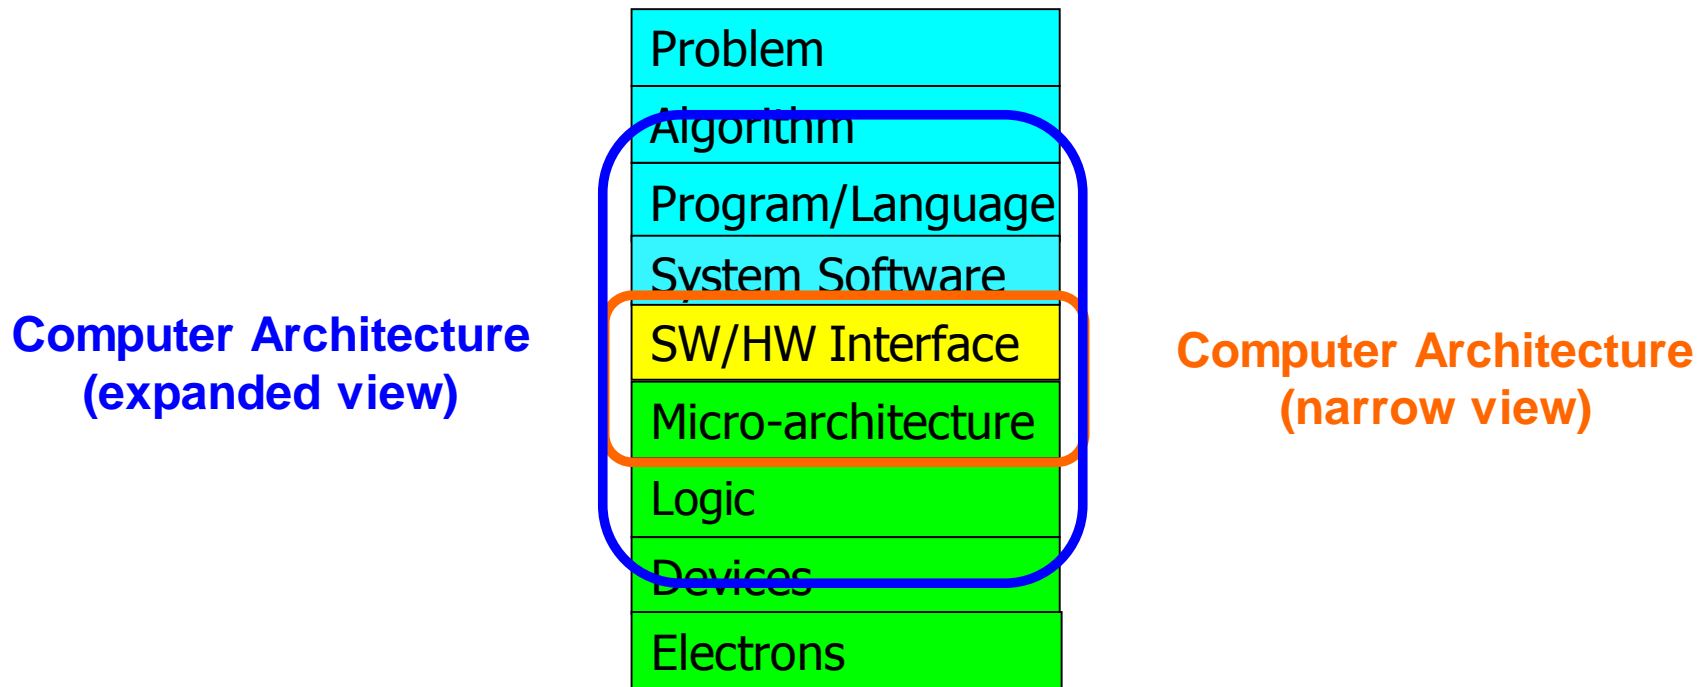 Problem
Algorithm
Program/Language
System Software
SW/HW Interface
Micro-architecture
Logic
Devices
Electrons
Computer Architecture
(expanded view)
Computer Architecture
(narrow view)